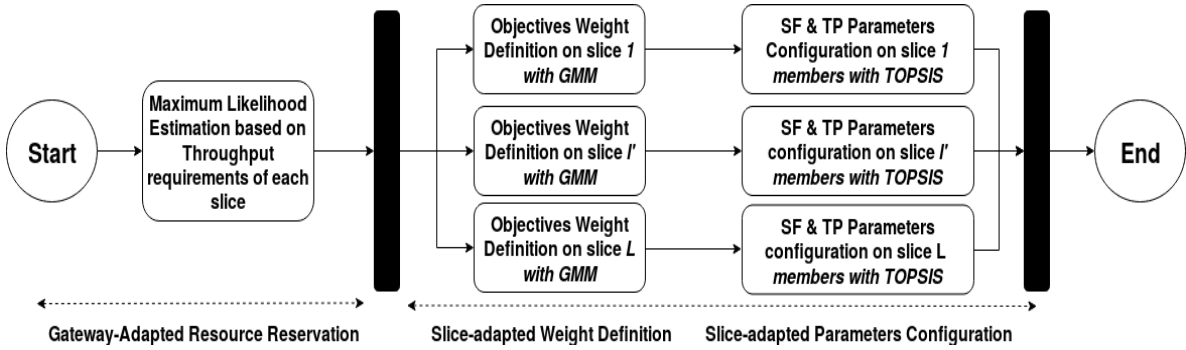 Start
Maximum Likelihood
Estimation based on
Throughput
requirements of each
slice
Objectives Weight
Definition on slice 1
with GMM
SF & TP Parameters
Configuration on slice 1
members with TOPSIS
Objectives Weight
Definition on slice l'
with GMM
SF & TP Parameters
configuration on slice l'
members with TOPSIS
Objectives Weight
Definition on slice L
with GMM
SF & TP Parameters
configuration on slice L
members with TOPSIS
End
Gateway-Adapted Resource Reservation
Slice-adapted Weight Definition
Slice-adapted Parameters Configuration